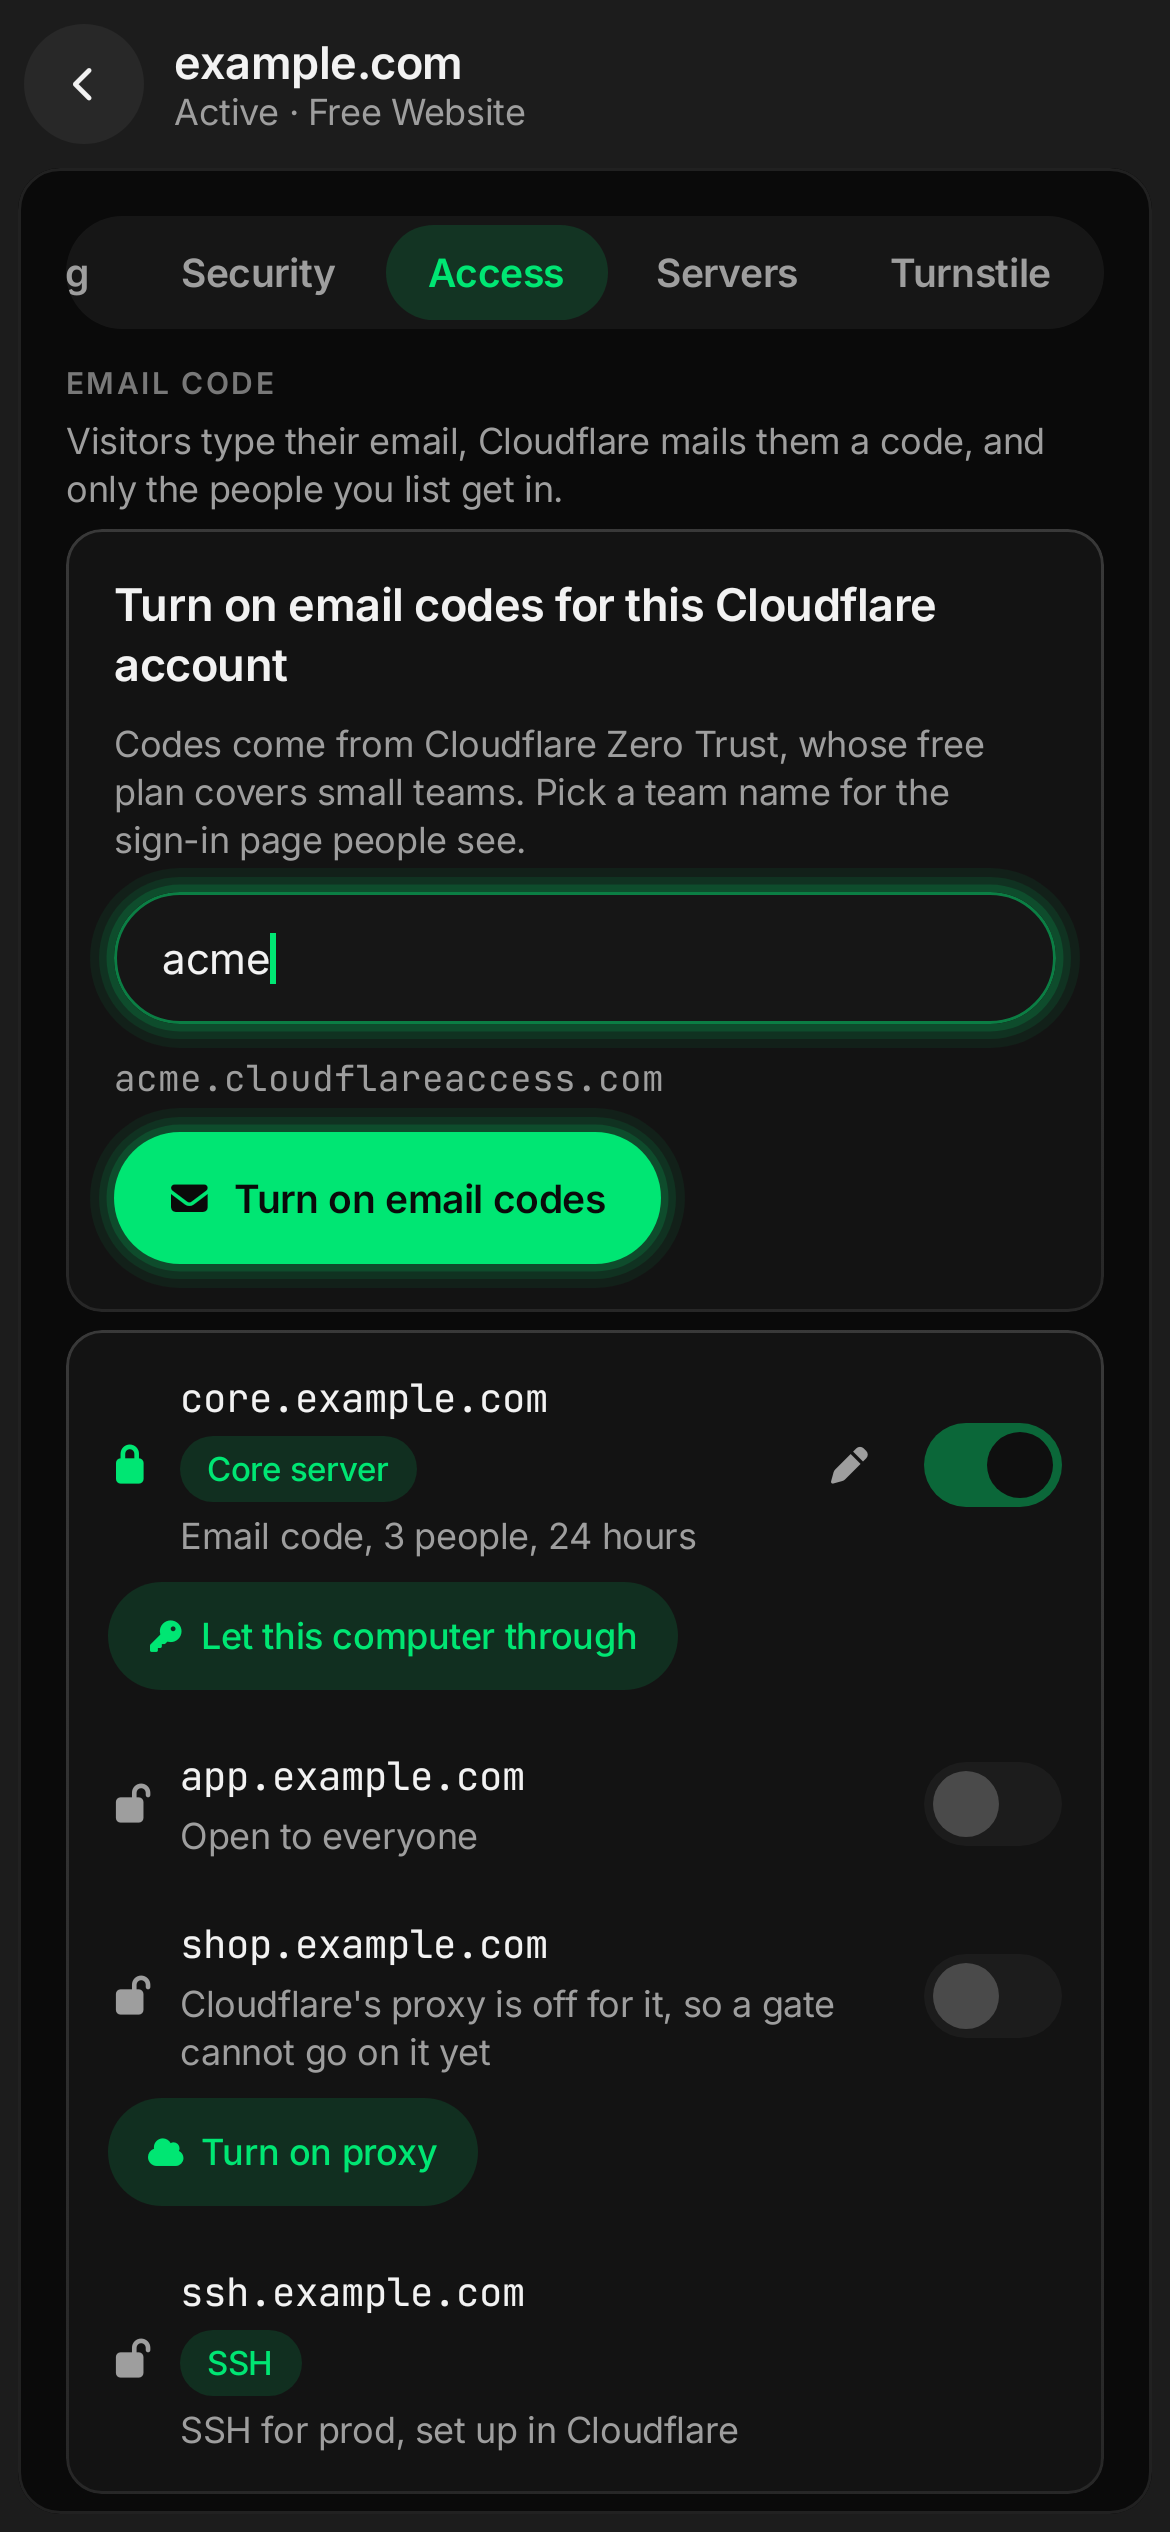 example.com
Active · Free Website
g Security Access Servers Turnstile
EMAIL CODE
Visitors type their email, Cloudflare mails them a code, and
only the people you list get in.
Turn on email codes for this Cloudflare
account
Codes come from Cloudflare Zero Trust, whose free
plan covers small teams. Pick a team name for the
sign-in page people see.
acme
acme.cloudflareaccess.com
Turn on email codes
core.example.com
Core server
Email code, 3 people, 24 hours
Let this computer through
app.example.com
Open to everyone
shop.example.com
Cloudflare's proxy is off for it, so a gate
cannot go on it yet
Turn on proxy
ssh.example.com
SSH
SSH for prod, set up in Cloudflare